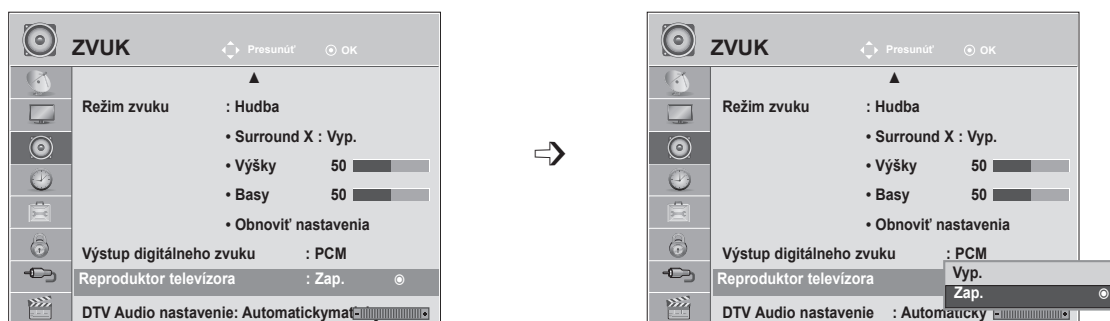 ZVUK Presunúť OK
Režim zvuku : Hudba
• Surround X : Vyp.
• Výšky 50
• Basy 50
• Obnoviť nastavenia
Výstup digitálneho zvuku : PCM
Reproduktor televízora : Zap.
DTV Audio nastavenie: Automatickymat
ZVUK Presunúť OK
Režim zvuku : Hudba
• Surround X : Vyp.
• Výšky 50
• Basy 50
• Obnoviť nastavenia
Výstup digitálneho zvuku : PCM
Reproduktor televízora
Vyp.
Zap.
DTV Audio nastavenie : Automaticky